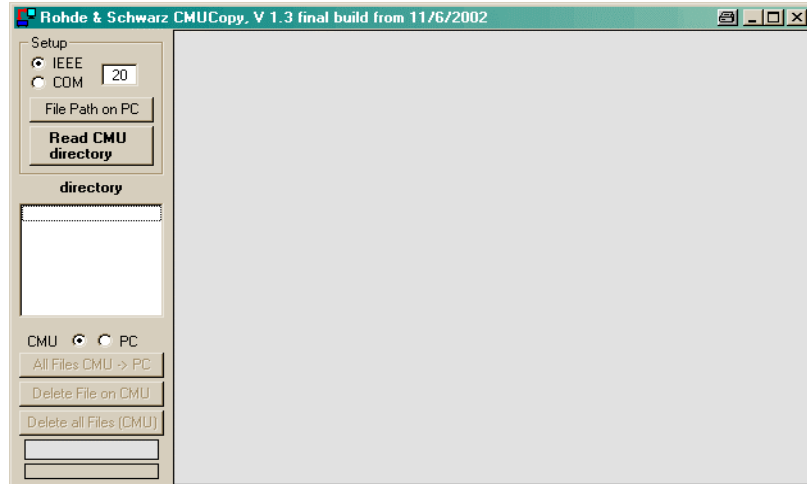 Rohde & Schwarz CMUCopy, V 1.3 final build from 11/6/2002
Setup
IEEE
COM
20
File Path on PC
Read CMU
directory
directory
CMU PC
All Files CMU -> PC
Delete File on CMU
Delete all Files (CMU)